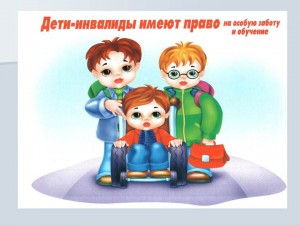 Дети-инвалиды имеют право на особую заботу
и обучение